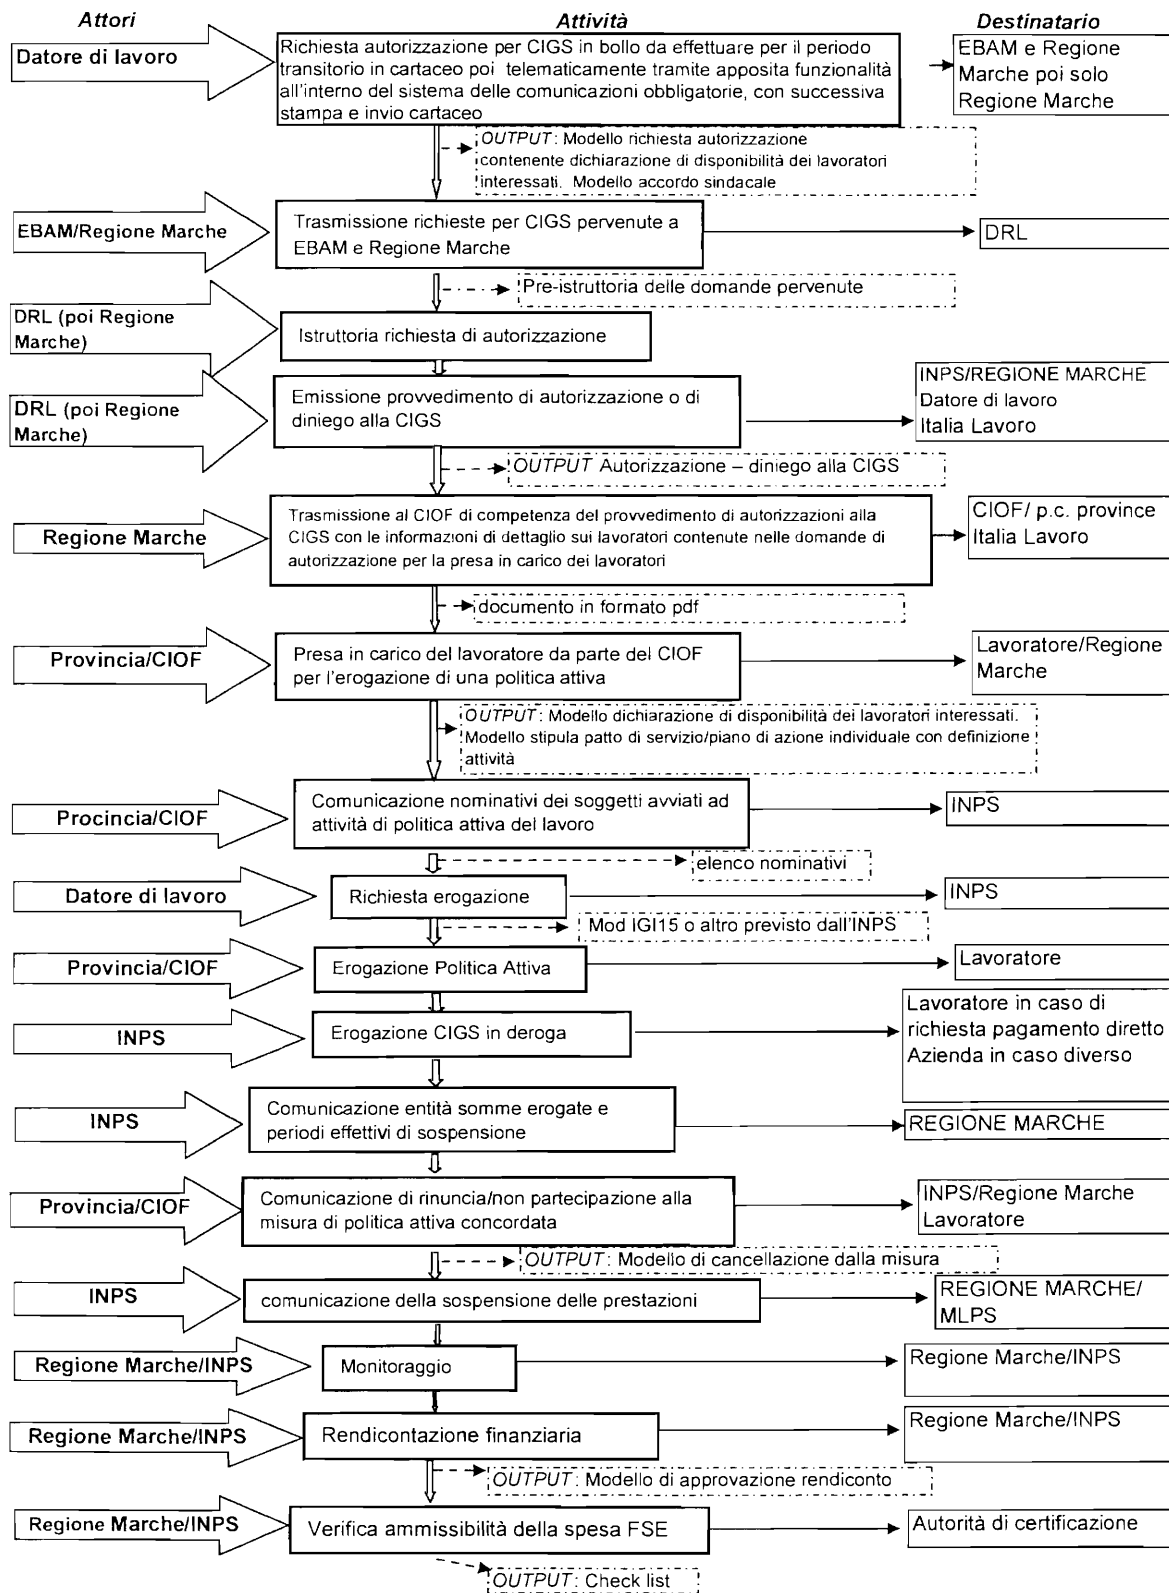 Attori
Attività
Destinatario
Datore di lavoro
Richiesta autorizzazione per CIGS in bollo da effettuare per il periodo
transitorio in cartaceo poi telematicamente tramite apposita funzionalità
all'interno del sistema delle comunicazioni obbligatorie, con successiva
stampa e invio cartaceo
EBAM e Regione
Marche poi solo
Regione Marche
OUTPUT: Modello richiesta autorizzazione
contenente dichiarazione di disponibilità dei lavoratori
interessati. Modello accordo sindacale
EBAM/Regione Marche
Trasmissione richieste per CIGS pervenute a
EBAM e Regione Marche
DRL
Pre-istruttoria delle domande pervenute
DRL (poi Regione
Marche)
Istruttoria richiesta di autorizzazione
DRL (poi Regione
Marche)
Emissione provvedimento di autorizzazione o di
diniego alla CIGS
INPS/REGIONE MARCHE
Datore di lavoro
Italia Lavoro
OUTPUT Autorizzazione – diniego alla CIGS
Regione Marche
Trasmissione al CIOF di competenza del provvedimento di autorizzazioni alla
CIGS con le informazioni di dettaglio sui lavoratori contenute nelle domande di
autorizzazione per la presa in carico dei lavoratori
CIOF/ p.c. province
Italia Lavoro
documento in formato pdf
Provincia/CIOF
Presa in carico del lavoratore da parte del CIOF
per l'erogazione di una politica attiva
Lavoratore/Regione
Marche
OUTPUT: Modello dichiarazione di disponibilità dei lavoratori interessati.
Modello stipula patto di servizio/piano di azione individuale con definizione
attività
Procincia/CIOF
Comunicazione nominativi dei soggetti avviati ad
attività di politica attiva del lavoro
INPS
elenco nominativi
Datore di lavoro
Richiesta erogazione
INPS
Mod IGI15 o altro previsto dall'INPS
Provincia/CIOF
Erogazione Politica Attiva
Lavoratore
INPS
Erogazione CIGS in deroga
Lavoratore in caso di
richiesta pagamento diretto
Azienda in caso diverso
INPS
Comunicazione entità somme erogate e
periodi effettivi di sospensione
REGIONE MARCHE
Provincia/CIOF
Comunicazione di rinuncia/non partecipazione alla
misura di politica attiva concordata
INPS/Regione Marche
Lavoratore
OUTPUT: Modello di cancellazione dalla misura
INPS
comunicazione della sospensione delle prestazioni
REGIONE MARCHE/
MLPS
Regione Marche/INPS
Monitoraggio
Regione Marche/INPS
Regione Marche/INPS
Rendicontazione finanziaria
Regione Marche/INPS
OUTPUT: Modello di approvazione rendiconto
Regione Marche/INPS
Verifica ammissibilità della spesa FSE
Autorità di certificazione
OUTPUT: Check list